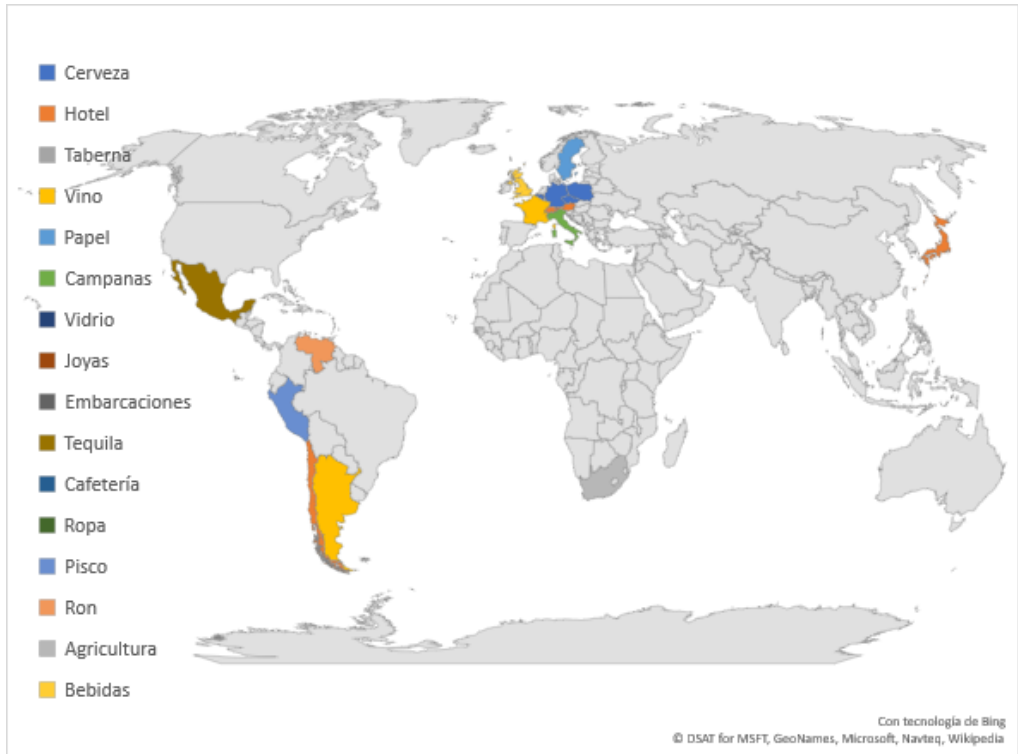 Cerveza
Hotel
Taberna
Vino
Papel
Campanas
Vidrio
Joyas
Embarcaciones
Tequila
Cafetería
Ropa
Pisco
Ron
Agricultura
Bebidas
Con tecnología de Bing
© DSAT for MSFT, GeoNames, Microsoft, Navteq, Wikipedia